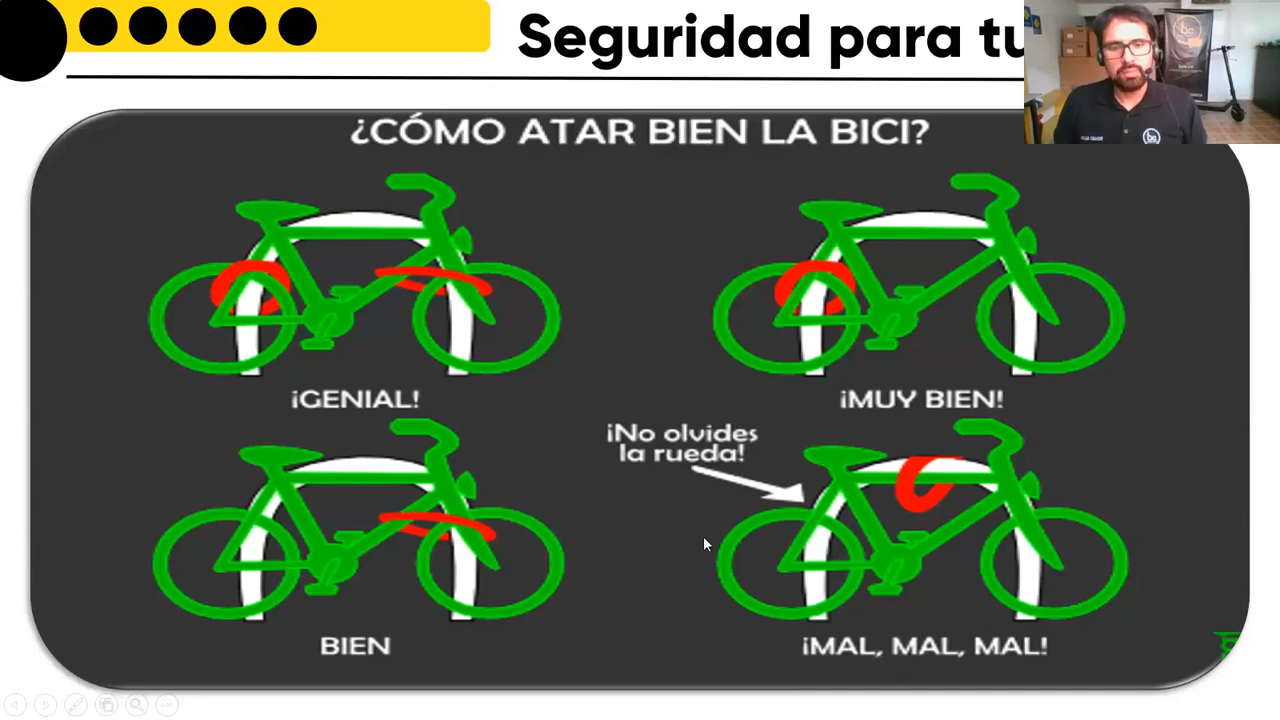 Seguridad para tu
¿CÓMO ATAR BIEN LA BICI?
¡GENIAL!
¡MUY BIEN!
¡No olvides
la rueda!
BIEN
¡MAL, MAL, MAL!